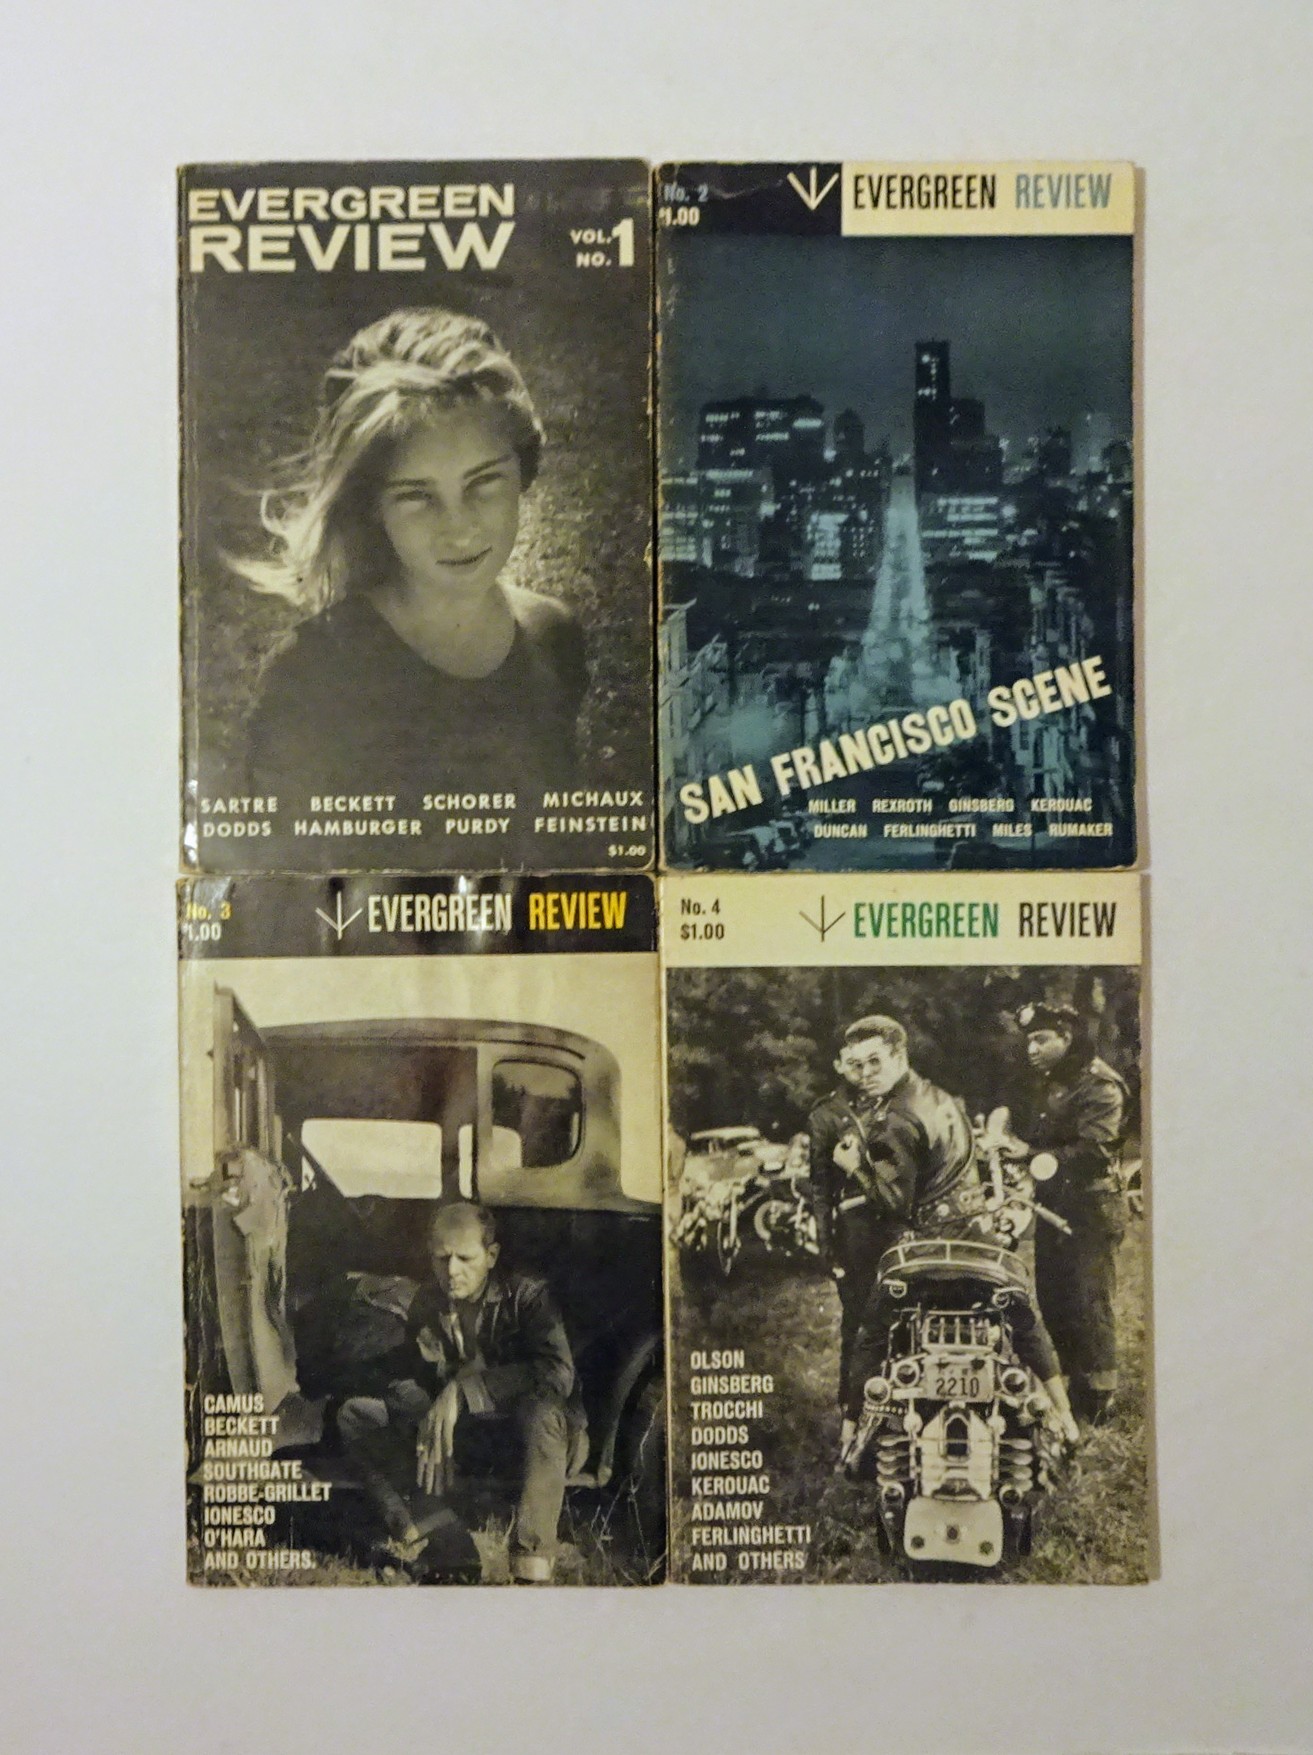 EVERGREEN
REVIEW
VOL.
NO. 1
SARTRE BECKETT SCHORER MICHAUX
DODDS HAMBURGER PURDY FEINSTEIN
$1.00
No. 2
$1.00
EVERGREEN REVIEW
SAN FRANCISCO SCENE
MILLER REXROTH GINSBERG KEROUAC
DUNCAN FERLINGHETTI MILES RUMAKER
No. 3
$1.00
EVERGREEN REVIEW
CAMUS
BECKETT
ARNAUD
SOUTHGATE
ROBBE-GRILLET
IONESCO
O'HARA
AND OTHERS.
No. 4
$1.00
EVERGREEN REVIEW
OLSON
GINSBERG
TROCCHI
DODDS
IONESCO
KEROUAC
ADAMOV
FERLINGHETTI
AND OTHERS
2210